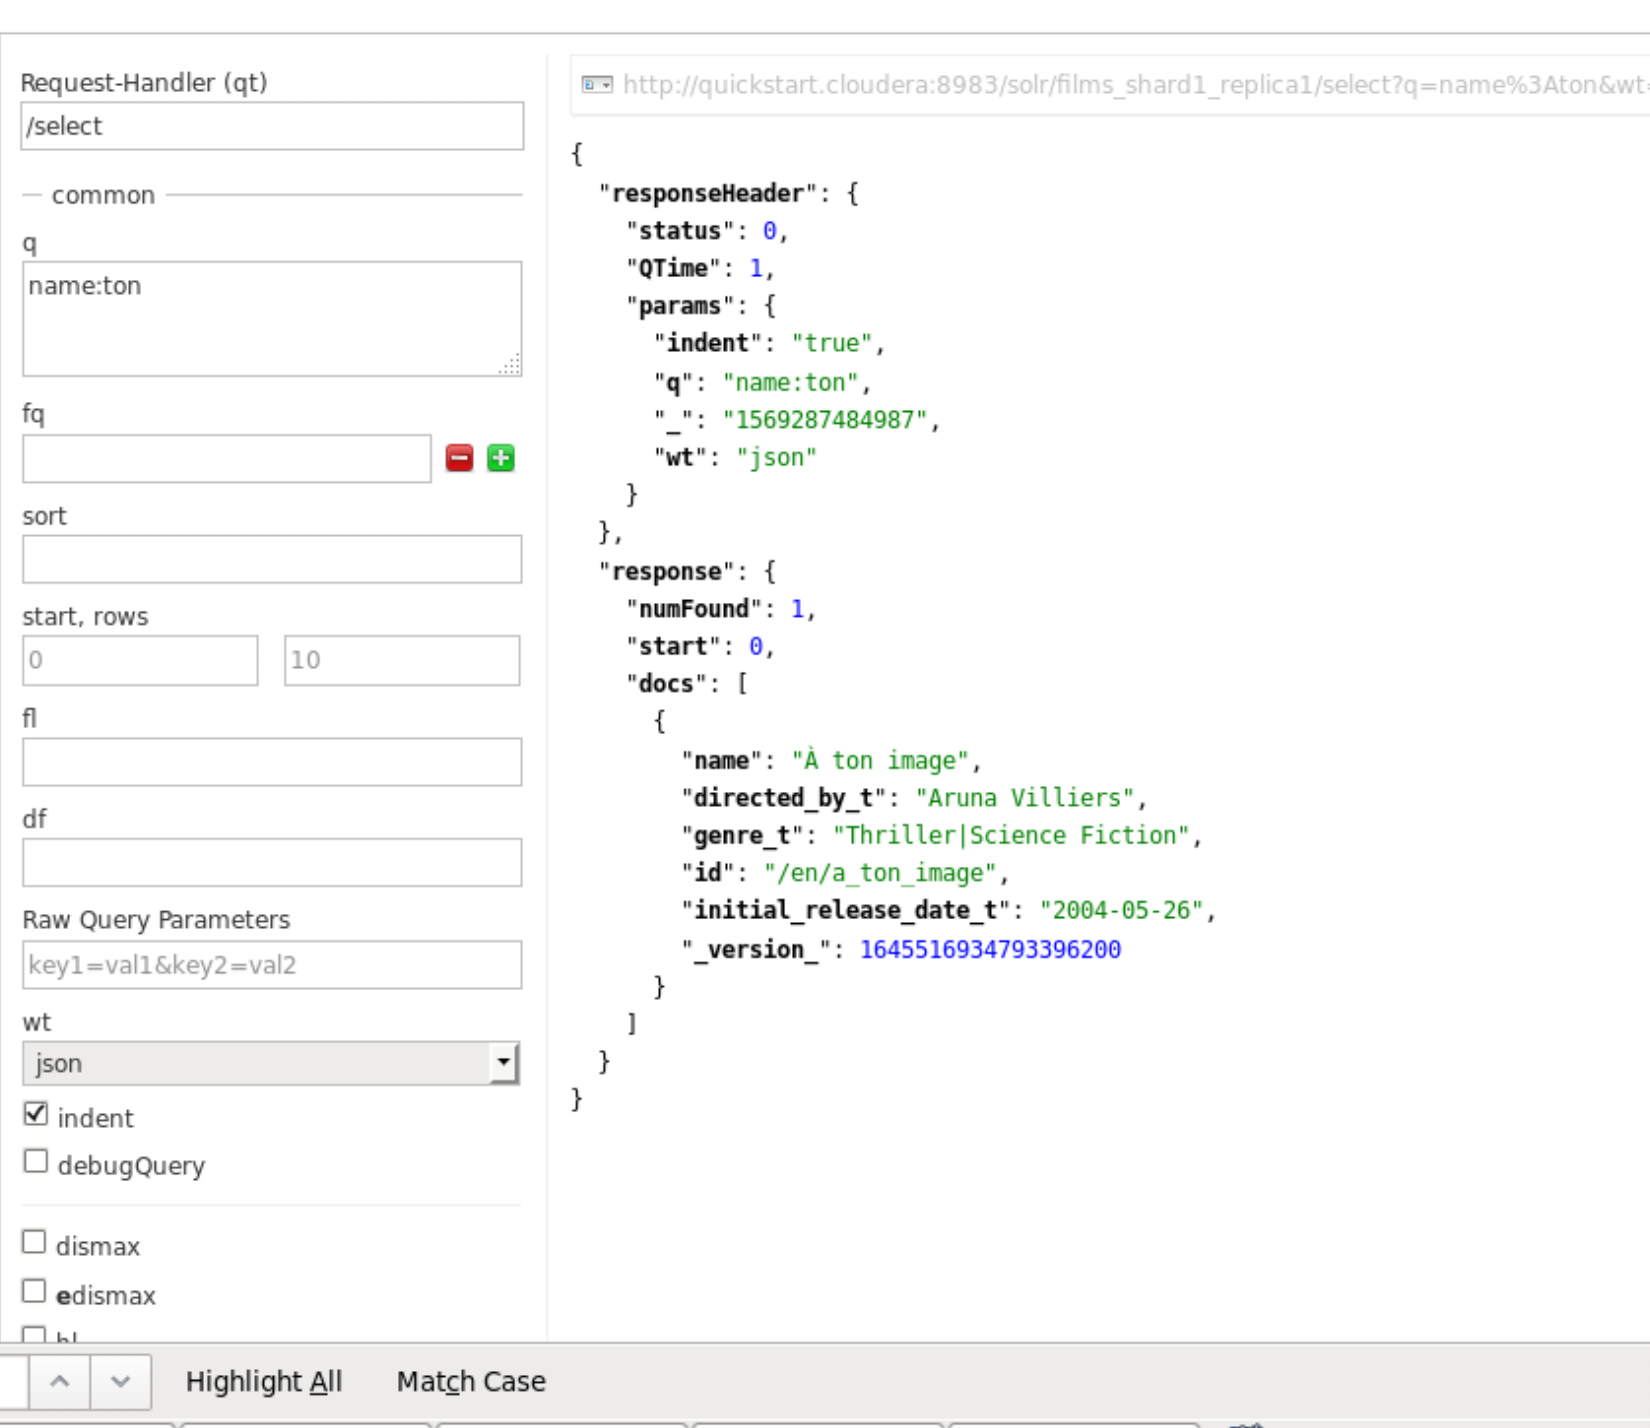 Request-Handler (qt)
/select
common
q
name:ton
fq
sort
start, rows
0 10
fl
df
Raw Query Parameters
key1=val1&key2=val2
wt
json
indent
debugQuery
dismax
edismax
http://quickstart.cloudera:8983/solr/films_shard1_replica1/select?q=name%3Aton&wt=
{
"responseHeader": {
"status": 0,
"QTime": 1,
"params": {
"indent": "true",
"q": "name:ton",
"_": "1569287484987",
"wt": "json"
}
},
"response": {
"numFound": 1,
"start": 0,
"docs": [
{
"name": "À ton image",
"directed_by_t": "Aruna Villiers",
"genre_t": "Thriller|Science Fiction",
"id": "/en/a_ton_image",
"initial_release_date_t": "2004-05-26",
"_version_": 1645516934793396200
}
]
}
}
Highlight All Match Case